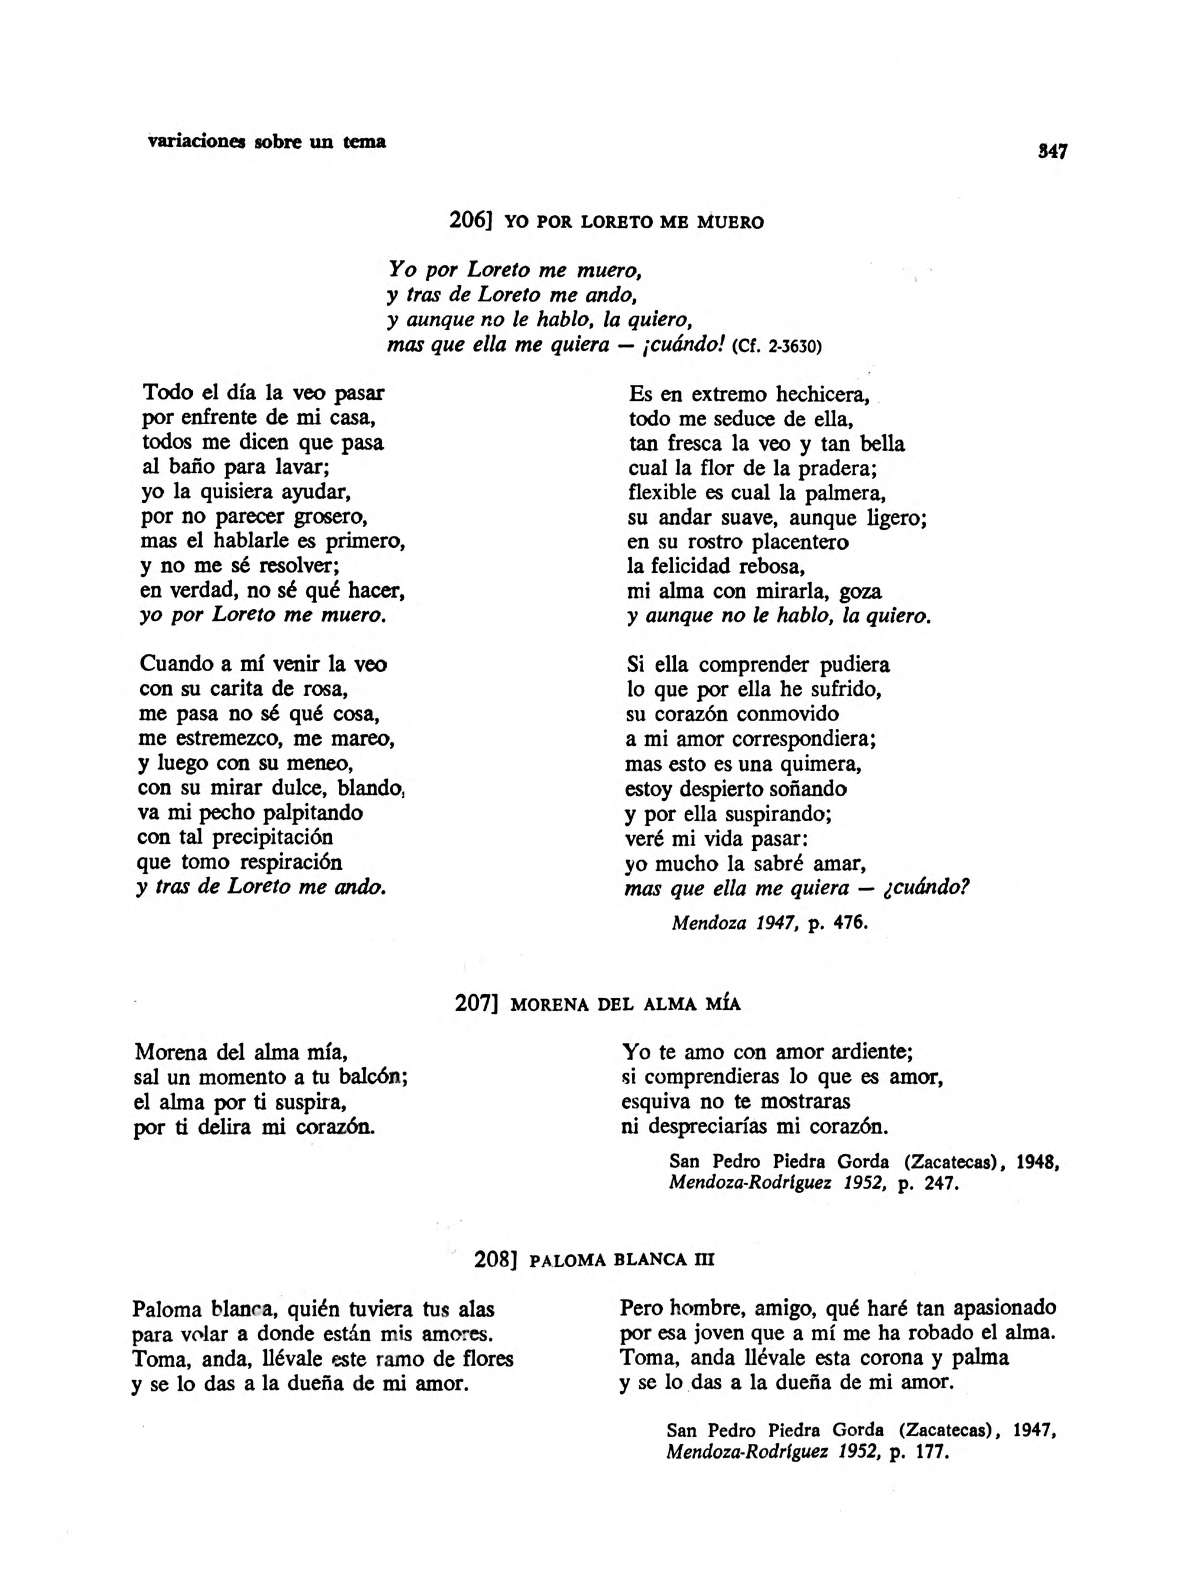 variaciones sobre un tema
347
206] YO POR LORETO ME MUERO
Yo por Loreto me muero,
y tras de Loreto me ando,
y aunque no le hablo, la quiero,
mas que ella me quiera — ¡cuándo! (Cf. 2-3630)
Todo el día la veo pasar
por enfrente de mi casa,
todos me dicen que pasa
al baño para lavar;
yo la quisiera ayudar,
por no parecer grosero,
mas el hablarle es primero,
y no me sé resolver;
en verdad, no sé qué hacer,
yo por Loreto me muero.
Cuando a mí venir la veo
con su carita de rosa,
me pasa no sé qué cosa,
me estremezco, me mareo,
y luego con su meneo,
con su mirar dulce, blando,
va mi pecho palpitando
con tal precipitación
que tomo respiración
y tras de Loreto me ando.
Es en extremo hechicera,
todo me seduce de ella,
tan fresca la veo y tan bella
cual la flor de la pradera;
flexible es cual la palmera,
su andar suave, aunque ligero;
en su rostro placentero
la felicidad rebosa,
mi alma con mirarla, goza
y aunque no le hablo, la quiero.
Si ella comprender pudiera
lo que por ella he sufrido,
su corazón conmovido
a mi amor correspondiera;
mas esto es una quimera,
estoy despierto soñando
y por ella suspirando;
veré mi vida pasar:
yo mucho la sabré amar,
mas que ella me quiera — ¿cuándo?
Mendoza 1947, p. 476.
207] MORENA DEL ALMA MÍA
Morena del alma mía,
sal un momento a tu balcón;
el alma por ti suspira,
por ti delira mi corazón.
Yo te amo con amor ardiente;
si comprendieras lo que es amor,
esquiva no te mostraras
ni despreciarías mi corazón.
San Pedro Piedra Gorda (Zacatecas), 1948,
Mendoza-Rodríguez 1952, p. 247.
208] PALOMA BLANCA III
Paloma blanca, quién tuviera tus alas
para volar a donde están mis amores.
Toma, anda, llévale este ramo de flores
y se lo das a la dueña de mi amor.
Pero hombre, amigo, qué haré tan apasionado
por esa joven que a mí me ha robado el alma.
Toma, anda llévale esta corona y palma
y se lo das a la dueña de mi amor.
San Pedro Piedra Gorda (Zacatecas), 1947,
Mendoza-Rodríguez 1952, p. 177.